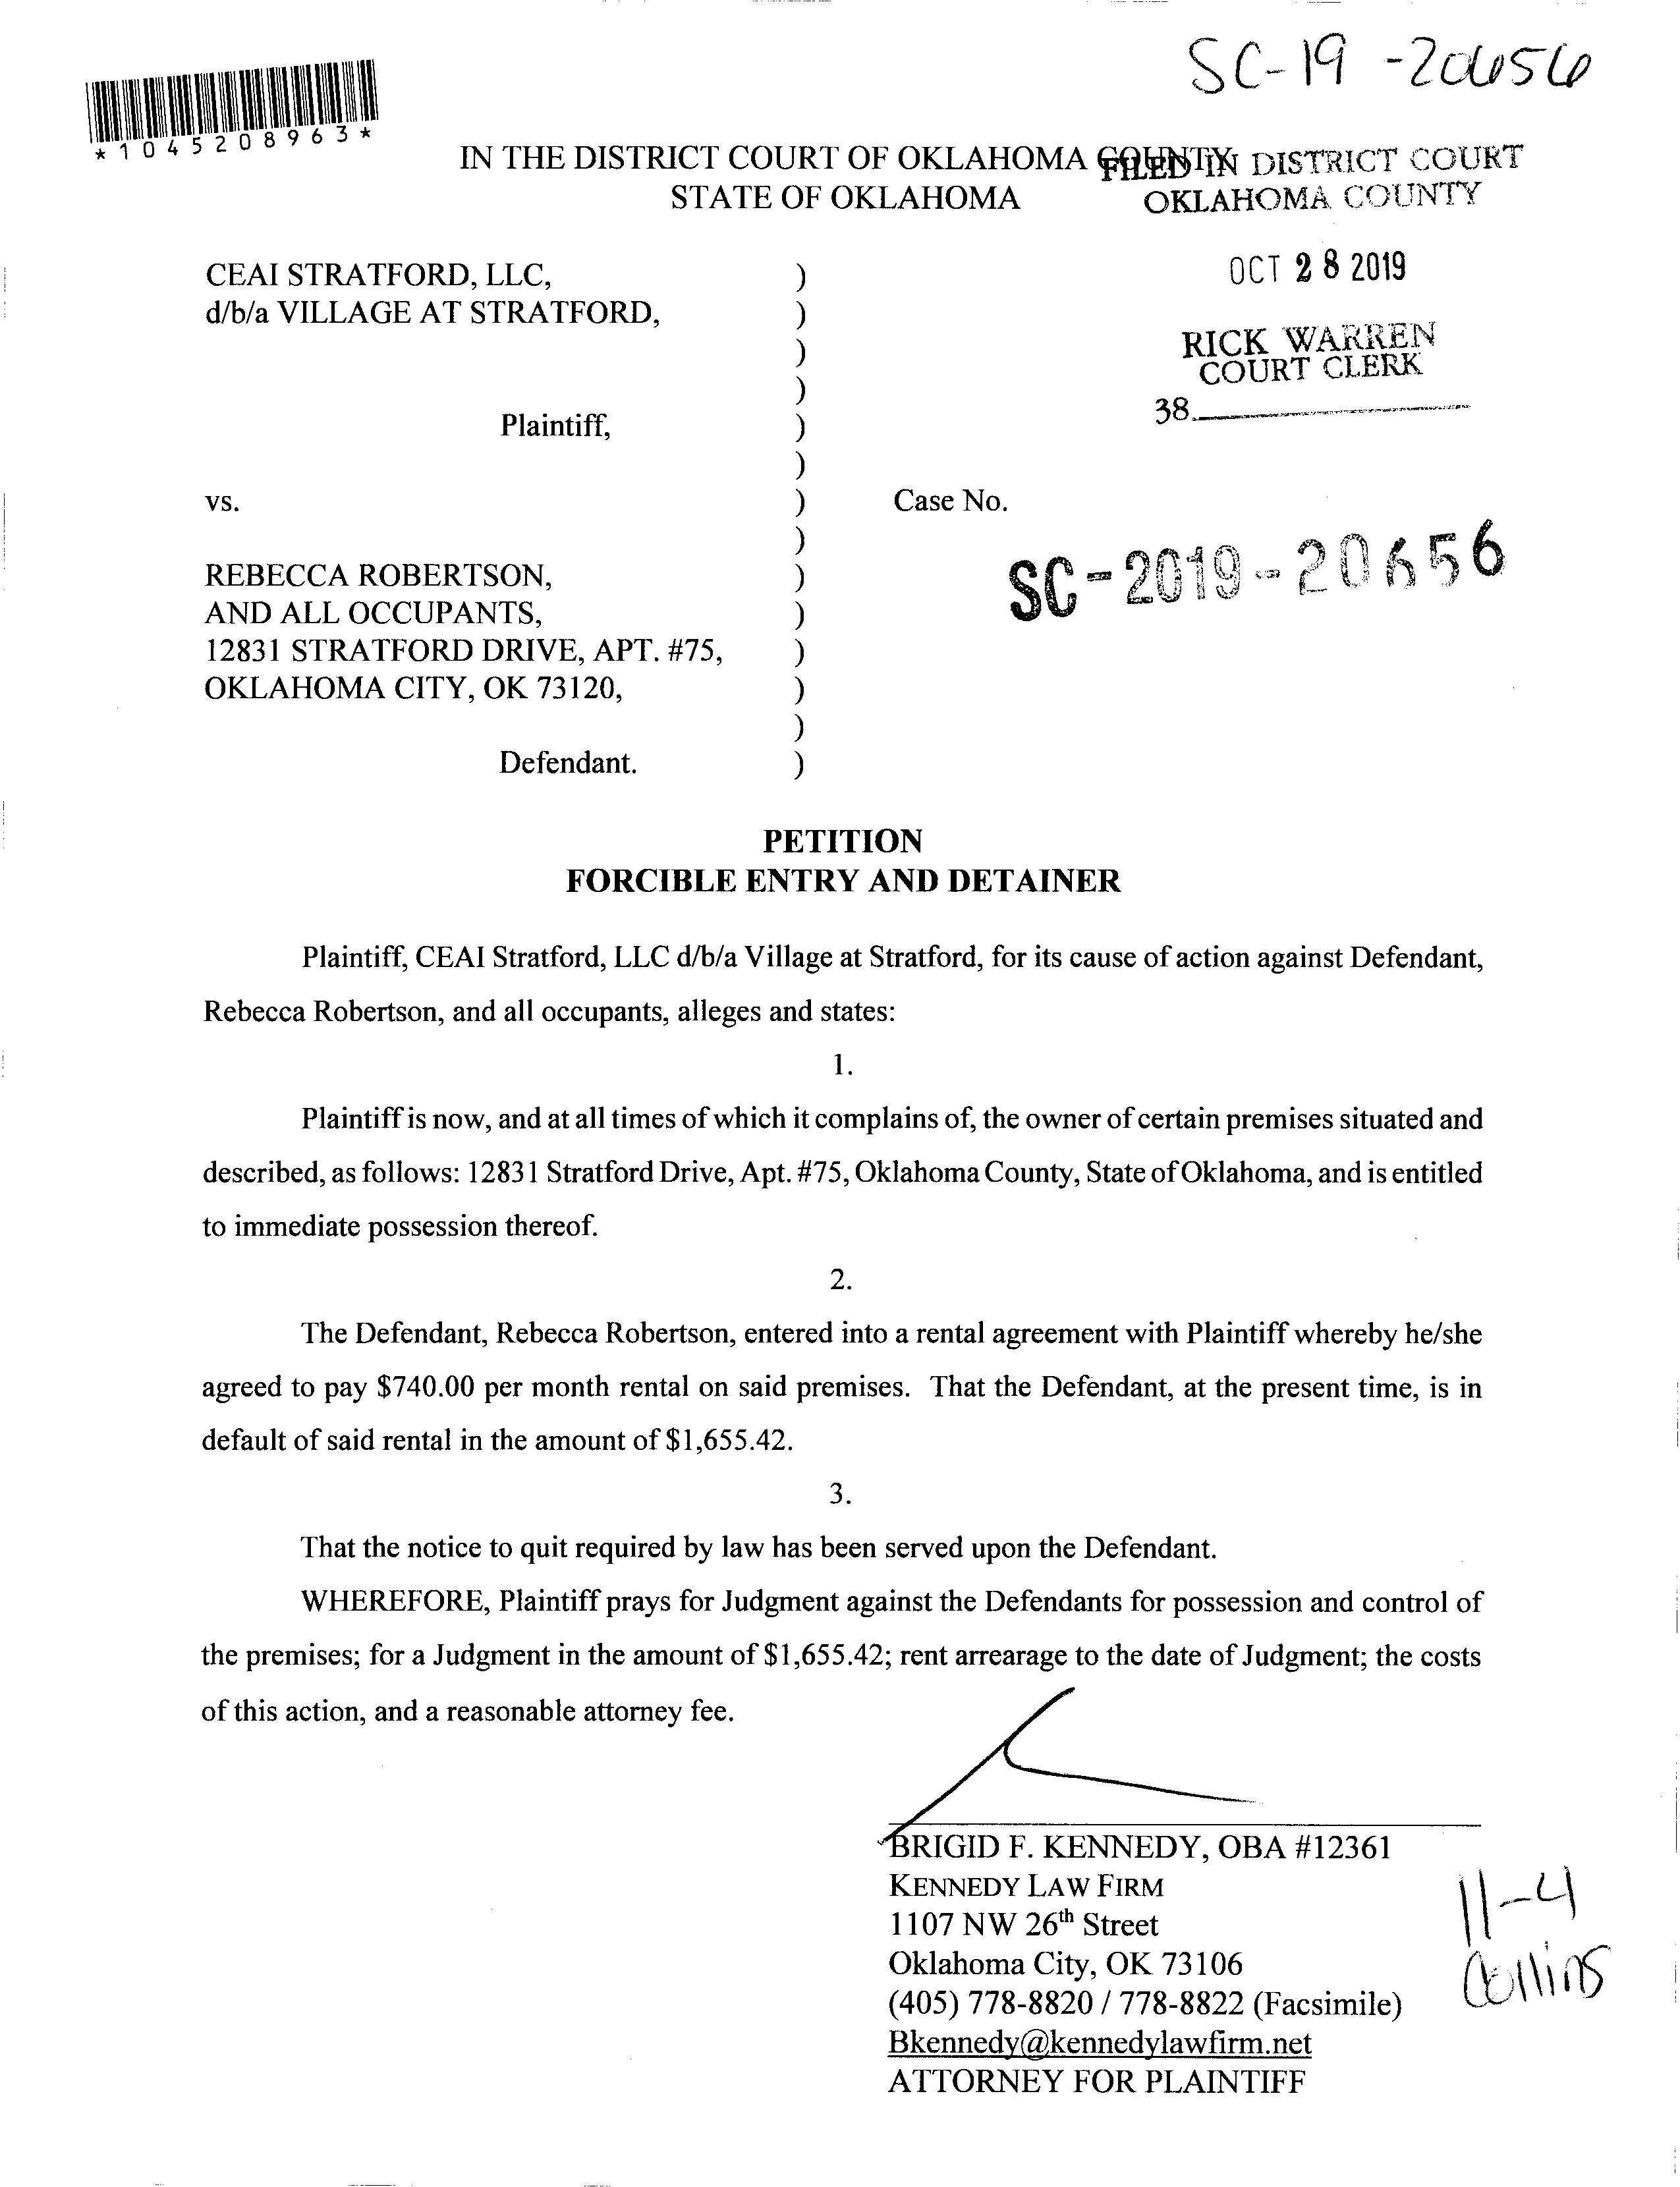 SC-19-20656
*1045208963*
IN THE DISTRICT COURT OF OKLAHOMA COUNTY
STATE OF OKLAHOMA
FILED IN DISTRICT COURT
OKLAHOMA COUNTY
OCT 28 2019
RICK WARREN
COURT CLERK
38
CEAI STRATFORD, LLC, )
d/b/a VILLAGE AT STRATFORD, )
)
)
Plaintiff, )
)
vs. ) Case No.
)
SC-2019-20656
REBECCA ROBERTSON, )
AND ALL OCCUPANTS, )
12831 STRATFORD DRIVE, APT. #75, )
OKLAHOMA CITY, OK 73120, )
)
Defendant. )
PETITION
FORCIBLE ENTRY AND DETAINER
Plaintiff, CEAI Stratford, LLC d/b/a Village at Stratford, for its cause of action against Defendant,
Rebecca Robertson, and all occupants, alleges and states:
1.
Plaintiff is now, and at all times of which it complains of, the owner of certain premises situated and
described, as follows: 12831 Stratford Drive, Apt. #75, Oklahoma County, State of Oklahoma, and is entitled
to immediate possession thereof.
2.
The Defendant, Rebecca Robertson, entered into a rental agreement with Plaintiff whereby he/she
agreed to pay $740.00 per month rental on said premises. That the Defendant, at the present time, is in
default of said rental in the amount of $1,655.42.
3.
That the notice to quit required by law has been served upon the Defendant.
WHEREFORE, Plaintiff prays for Judgment against the Defendants for possession and control of
the premises; for a Judgment in the amount of $1,655.42; rent arrearage to the date of Judgment; the costs
of this action, and a reasonable attorney fee.
BRIGID F. KENNEDY, OBA #12361
KENNEDY LAW FIRM
1107 NW 26th Street
Oklahoma City, OK 73106
(405) 778-8820 / 778-8822 (Facsimile)
Bkennedy@kennedylawfirm.net
ATTORNEY FOR PLAINTIFF
11-4
Collins